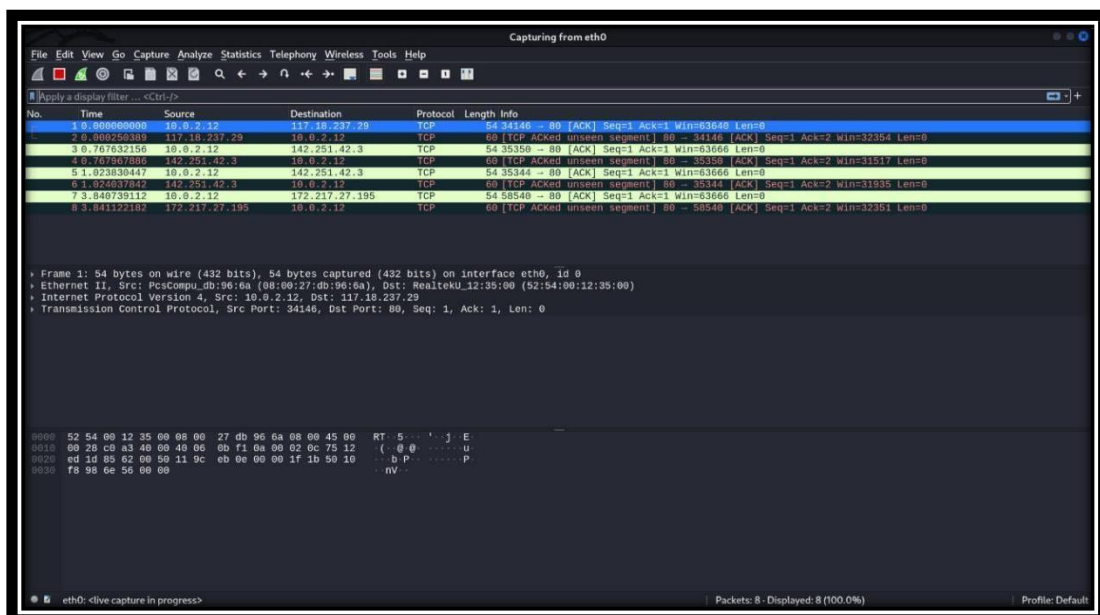 Capturing from eth0
File Edit View Go Capture Analyze Statistics Telephony Wireless Tools Help
Apply a display filter ... <Ctrl-/>
No. Time Source Destination Protocol Length Info
1 0.000000000 10.0.2.12 117.18.237.29 TCP 54 34146 → 80 [ACK] Seq=1 Ack=1 Win=63640 Len=0
2 0.000250389 117.18.237.29 10.0.2.12 TCP 60 [TCP ACKed unseen segment] 80 → 34146 [ACK] Seq=1 Ack=2 Win=32354 Len=0
3 0.767632156 10.0.2.12 142.251.42.3 TCP 54 35350 → 80 [ACK] Seq=1 Ack=1 Win=63666 Len=0
4 0.767967886 142.251.42.3 10.0.2.12 TCP 60 [TCP ACKed unseen segment] 80 → 35350 [ACK] Seq=1 Ack=2 Win=31517 Len=0
5 1.023830447 10.0.2.12 142.251.42.3 TCP 54 35344 → 80 [ACK] Seq=1 Ack=1 Win=63666 Len=0
6 1.024037842 142.251.42.3 10.0.2.12 TCP 60 [TCP ACKed unseen segment] 80 → 35344 [ACK] Seq=1 Ack=2 Win=31935 Len=0
7 3.840739112 10.0.2.12 172.217.27.195 TCP 54 58540 → 80 [ACK] Seq=1 Ack=1 Win=63666 Len=0
8 3.841122182 172.217.27.195 10.0.2.12 TCP 60 [TCP ACKed unseen segment] 80 → 58540 [ACK] Seq=1 Ack=2 Win=32351 Len=0
Frame 1: 54 bytes on wire (432 bits), 54 bytes captured (432 bits) on interface eth0, id 0
Ethernet II, Src: PcsCompu_db:96:6a (08:00:27:db:96:6a), Dst: RealtekU_12:35:00 (52:54:00:12:35:00)
Internet Protocol Version 4, Src: 10.0.2.12, Dst: 117.18.237.29
Transmission Control Protocol, Src Port: 34146, Dst Port: 80, Seq: 1, Ack: 1, Len: 0
0000 52 54 00 12 35 00 08 00 27 db 96 6a 08 00 45 00 RT··5···'··j··E·
0010 00 28 c0 a3 40 00 40 06 0b f1 0a 00 02 0c 75 12 ·(··@·@·······u·
0020 ed 1d 85 62 00 50 11 9c eb 0e 00 00 1f 1b 50 10 ···b·P········P·
0030 f8 98 6e 56 00 00 ··nV··
eth0: <live capture in progress> Packets: 8 · Displayed: 8 (100.0%) Profile: Default